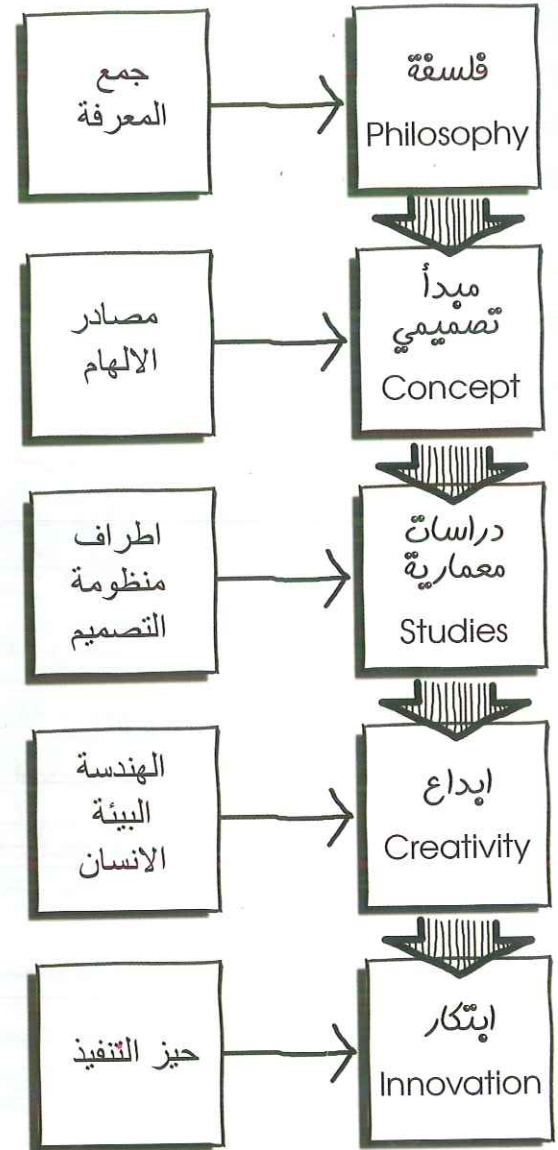 جمع
المعرفة
فلسفة
Philosophy
مصادر
الالهام
مبدأ
تصميمي
Concept
اطراف
منظومة
التصميم
دراسات
معمارية
Studies
الهندسة
البيئة
الانسان
ابداع
Creativity
حيز التنفيذ
ابتكار
Innovation